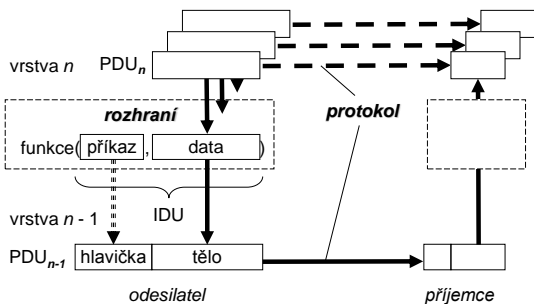 vrstva n PDUn
rozhraní
protokol
funkce(příkaz, data)
IDU
vrstva n - 1
PDUn-1 hlavička tělo
odesilatel
příjemce